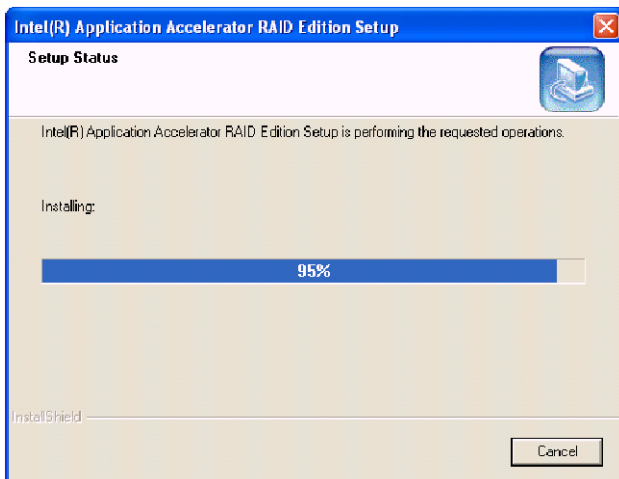 Intel(R) Application Accelerator RAID Edition Setup
Setup Status
Intel(R) Application Accelerator RAID Edition Setup is performing the requested operations.
Installing:
95%
InstallShield
Cancel